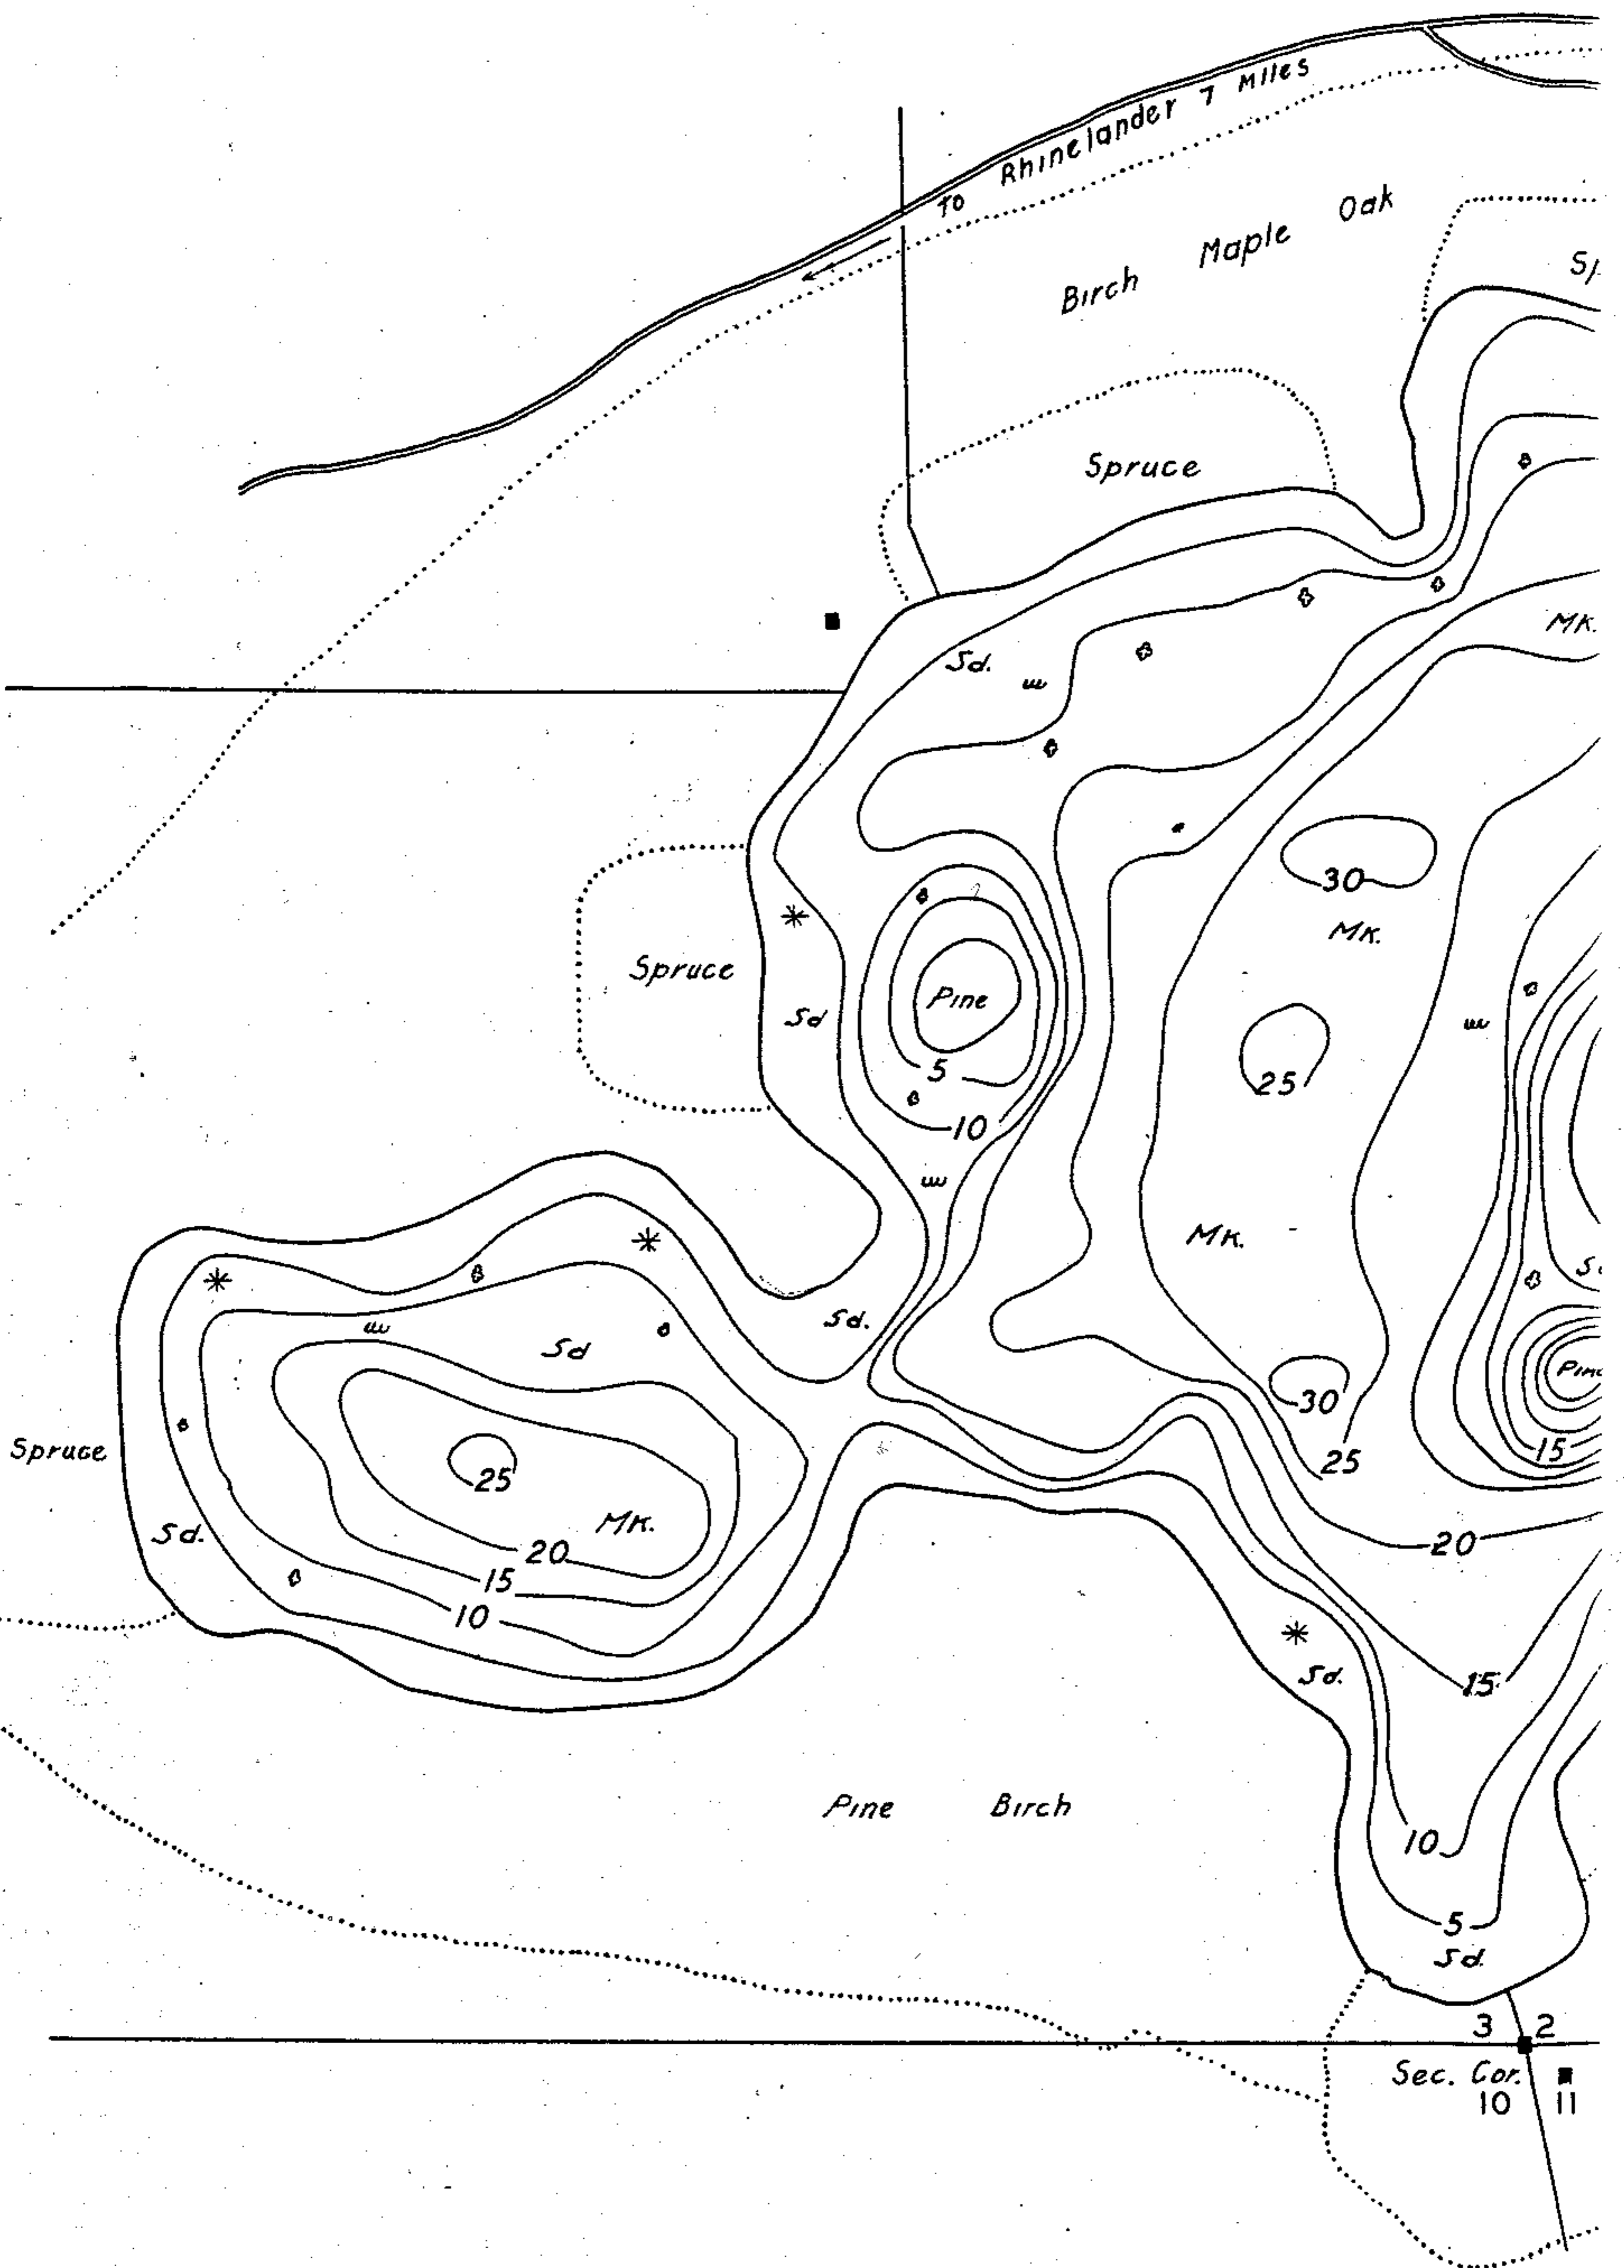 To Rhinelander 7 Miles
Birch Maple Oak
Spruce
MK.
Sd.
30
MK.
Spruce
Pine
Sd
5
25
10
MK.
Sd.
Sd
30
Spruce
15
25
25
Sd.
MK.
20
20
15
10
Sd.
15
Pine Birch
10
5
Sd.
3 2
Sec. Cor.
10 11